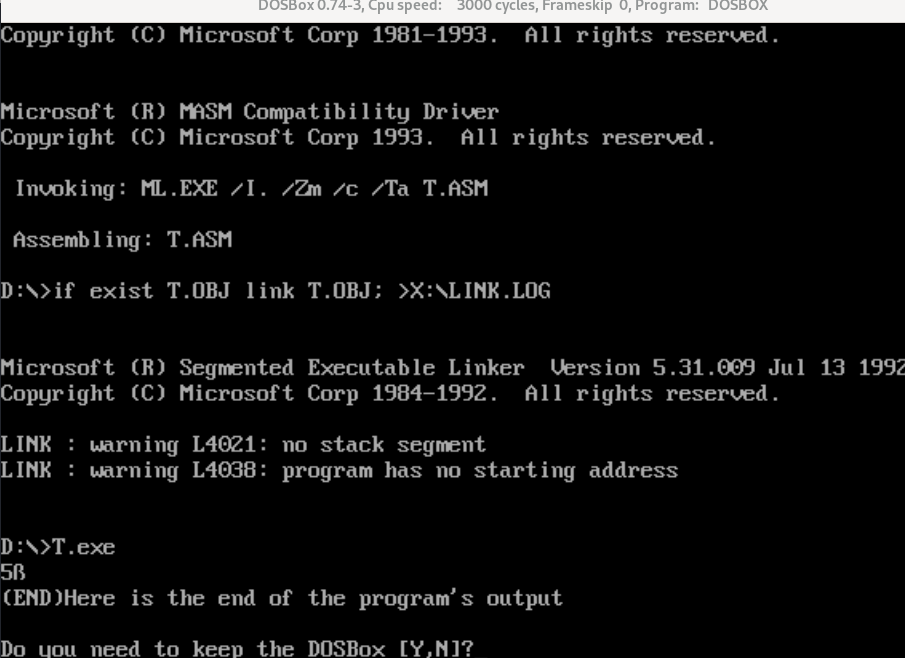 DOSBox 0.74-3, Cpu speed: 3000 cycles, Frameskip 0, Program: DOSBOX
Copyright (C) Microsoft Corp 1981-1993. All rights reserved.
Microsoft (R) MASM Compatibility Driver
Copyright (C) Microsoft Corp 1993. All rights reserved.
Invoking: ML.EXE /I. /Zm /c /Ta T.ASM
Assembling: T.ASM
D:\>if exist T.OBJ link T.OBJ; >X:\LINK.LOG
Microsoft (R) Segmented Executable Linker Version 5.31.009 Jul 13 1992
Copyright (C) Microsoft Corp 1984-1992. All rights reserved.
LINK : warning L4021: no stack segment
LINK : warning L4038: program has no starting address
D:\>T.exe
5ß
(END)Here is the end of the program's output
Do you need to keep the DOSBox [Y,N]?